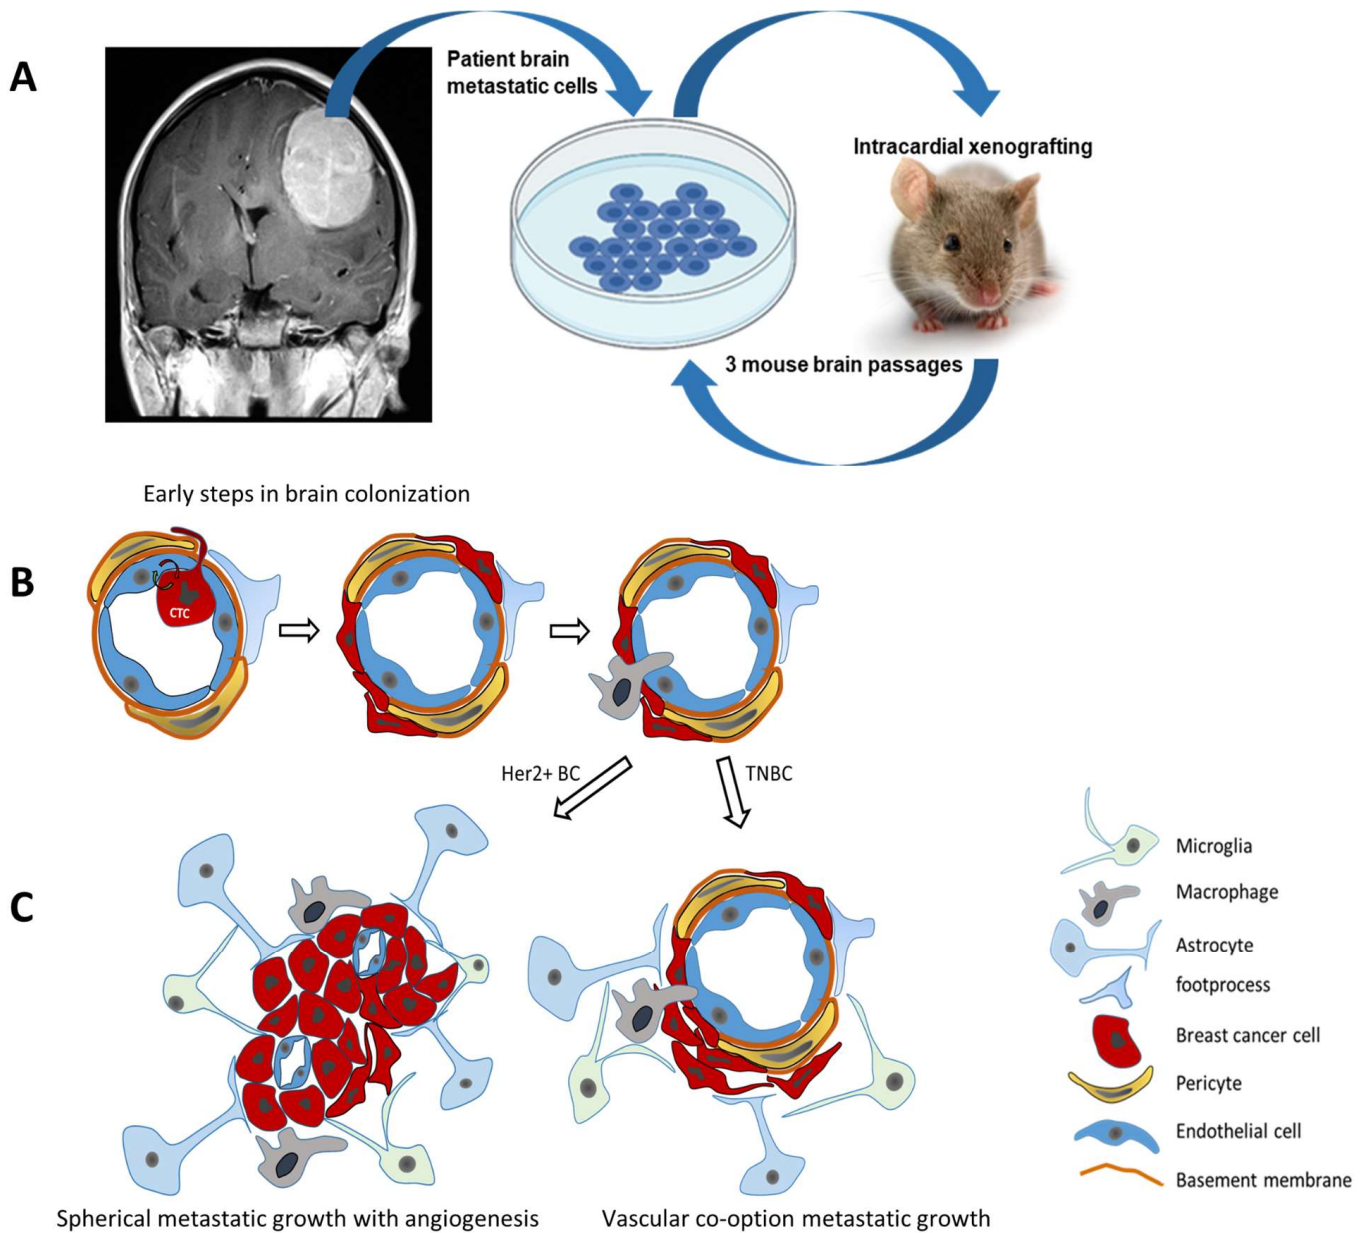 A
Patient brain
metastatic cells
Intracardial xenografting
3 mouse brain passages
Early steps in brain colonization
B
CTC
Her2+ BC
TNBC
C
Microglia
Macrophage
Astrocyte
footprocess
Breast cancer cell
Pericyte
Endothelial cell
Basement membrane
Spherical metastatic growth with angiogenesis
Vascular co-option metastatic growth